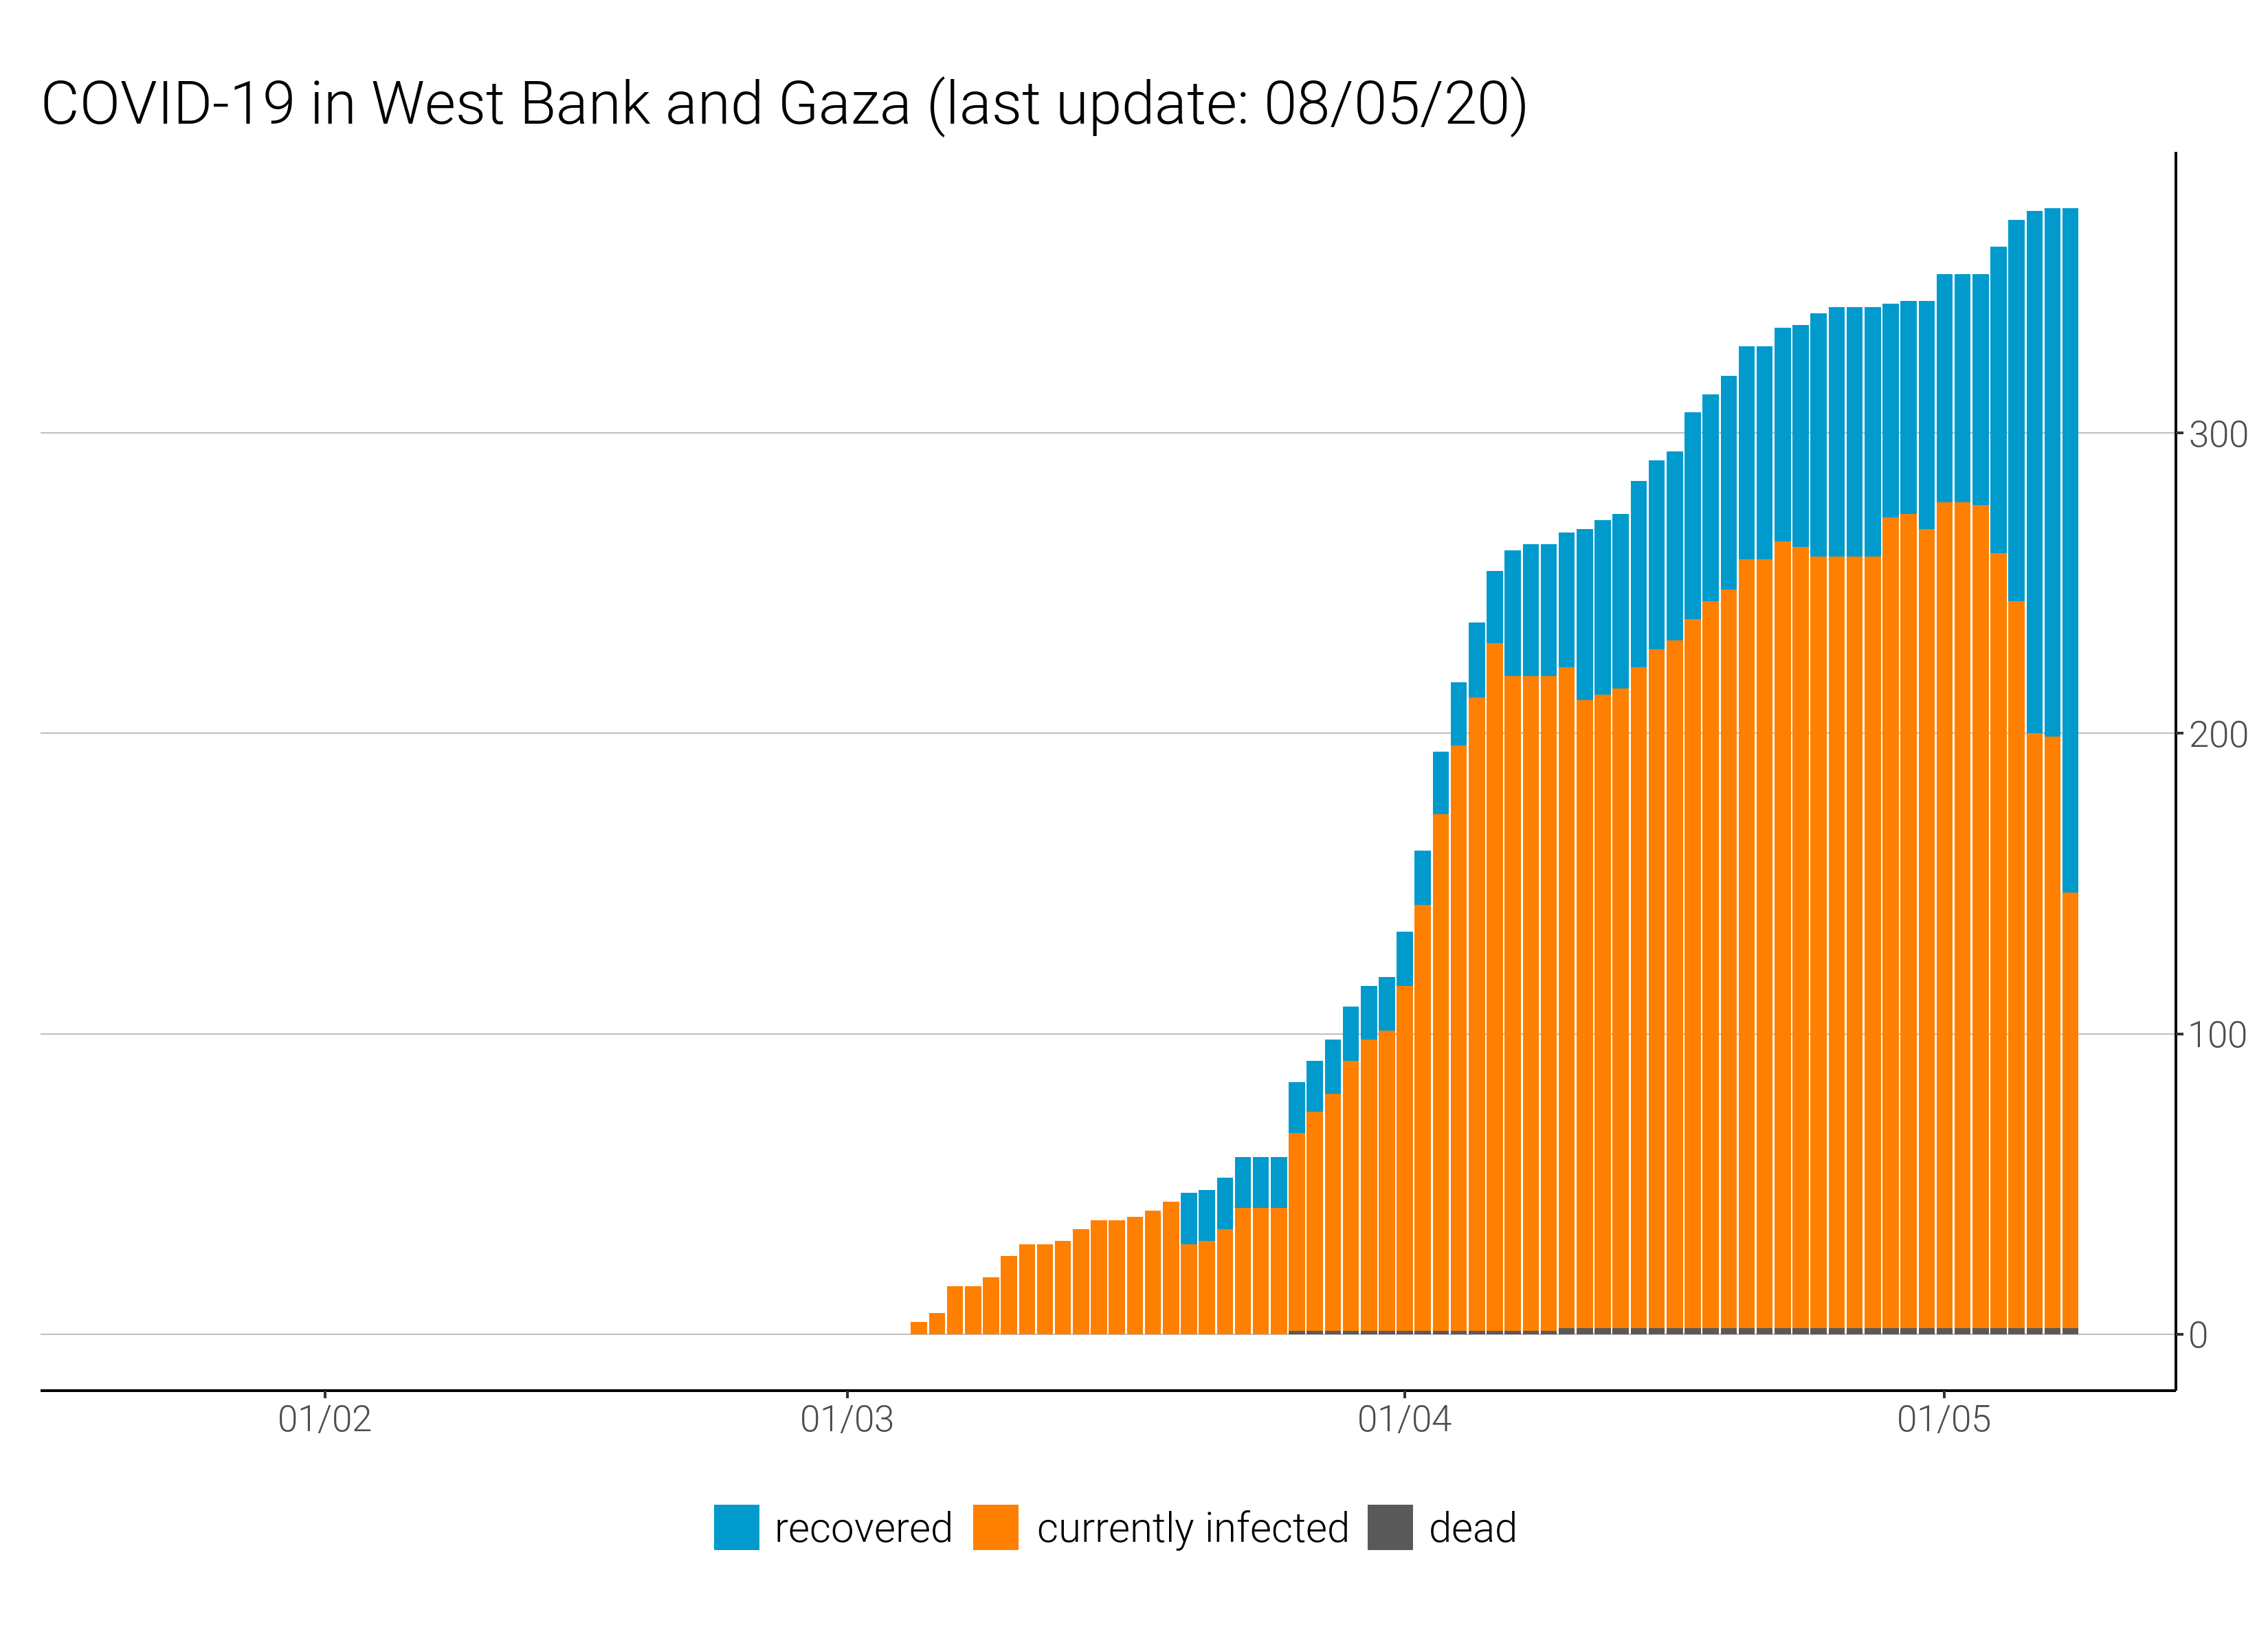 COVID-19 in West Bank and Gaza (last update: 08/05/20)
300
200
100
0
01/02 01/03 01/04 01/05
recovered currently infected dead